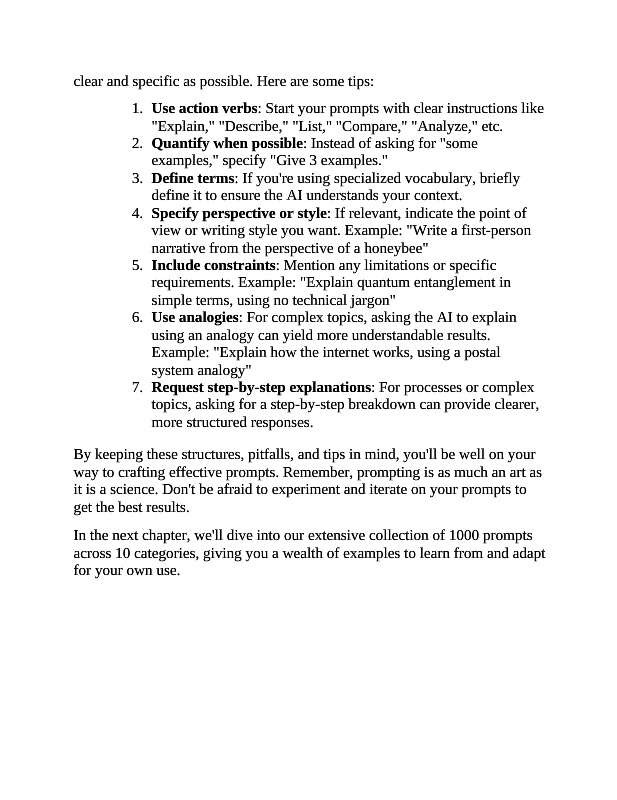 clear and specific as possible. Here are some tips:
1. Use action verbs: Start your prompts with clear instructions like
"Explain," "Describe," "List," "Compare," "Analyze," etc.
2. Quantify when possible: Instead of asking for "some
examples," specify "Give 3 examples."
3. Define terms: If you're using specialized vocabulary, briefly
define it to ensure the AI understands your context.
4. Specify perspective or style: If relevant, indicate the point of
view or writing style you want. Example: "Write a first-person
narrative from the perspective of a honeybee"
5. Include constraints: Mention any limitations or specific
requirements. Example: "Explain quantum entanglement in
simple terms, using no technical jargon"
6. Use analogies: For complex topics, asking the AI to explain
using an analogy can yield more understandable results.
Example: "Explain how the internet works, using a postal
system analogy"
7. Request step-by-step explanations: For processes or complex
topics, asking for a step-by-step breakdown can provide clearer,
more structured responses.
By keeping these structures, pitfalls, and tips in mind, you'll be well on your
way to crafting effective prompts. Remember, prompting is as much an art as
it is a science. Don't be afraid to experiment and iterate on your prompts to
get the best results.
In the next chapter, we'll dive into our extensive collection of 1000 prompts
across 10 categories, giving you a wealth of examples to learn from and adapt
for your own use.